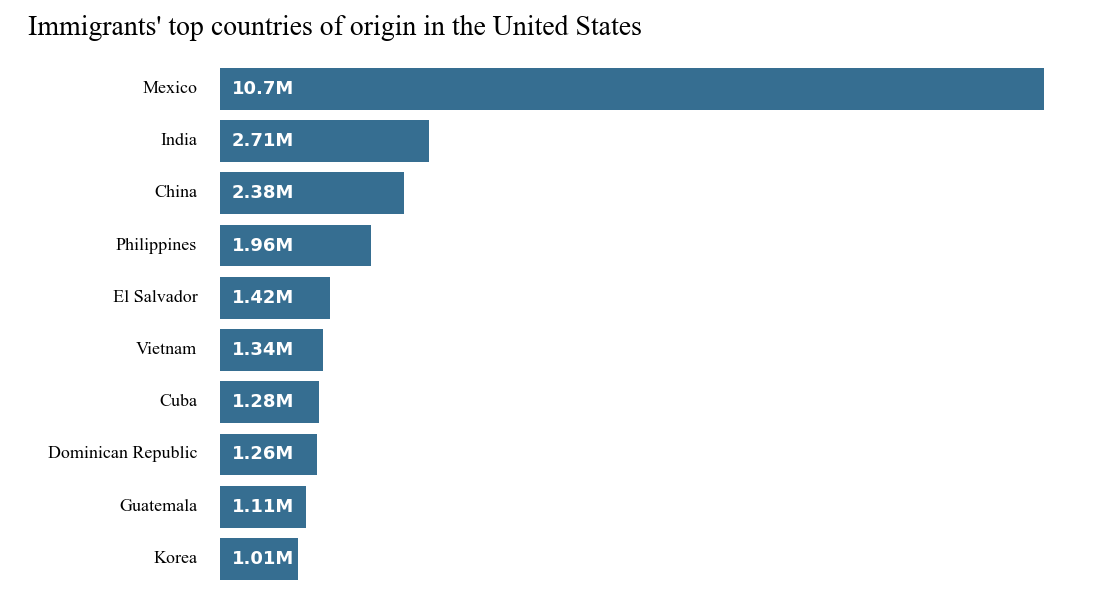 Immigrants' top countries of origin in the United States
Mexico 10.7M
India 2.71M
China 2.38M
Philippines 1.96M
El Salvador 1.42M
Vietnam 1.34M
Cuba 1.28M
Dominican Republic 1.26M
Guatemala 1.11M
Korea 1.01M